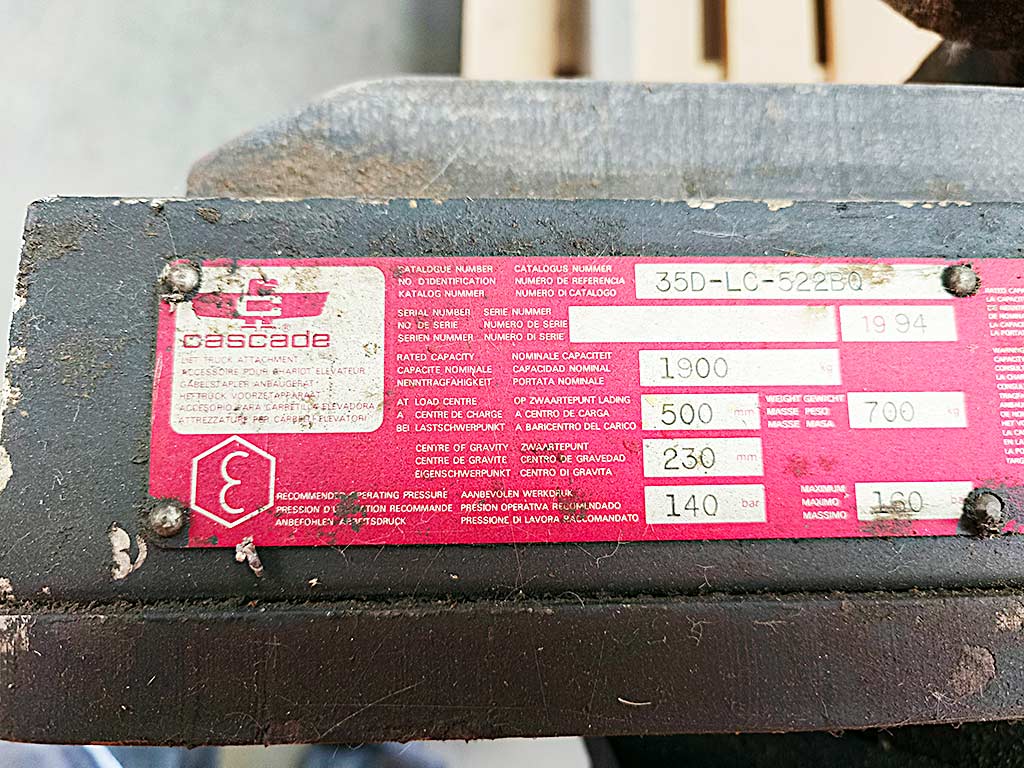 cascade ®
LIFT TRUCK ATTACHMENT
ACCESSOIRE POUR CHARIOT ELEVATEUR
GABELSTAPLER ANBAUGERAT
HEFTRUCK VOORZETAPPARAAT
ACCESORIO PARA CARRETILLA ELEVADORA
ATTREZZATURE PER CARRELLI ELEVATORI
CATALOGUE NUMBER CATALOGUS NUMMER
NO D'IDENTIFICATION NUMERO DE REFERENCIA
KATALOG NUMMER NUMERO DI CATALOGO
35D-LC-522BQ
SERIAL NUMBER SERIE NUMMER
NO DE SERIE NUMERO DE SERIE
SERIEN NUMMER NUMERO DI SERIE
1994
RATED CAPACITY NOMINALE CAPACITEIT
CAPACITE NOMINALE CAPACIDAD NOMINAL
NENNTRAGFAHIGKEIT PORTATA NOMINALE
1900 kg
AT LOAD CENTRE OP ZWAARTEPUNT LADING
A CENTRE DE CHARGE A CENTRO DE CARGA
BEI LASTSCHWERPUNKT A BARICENTRO DEL CARICO
500 mm
WEIGHT GEWICHT
MASSE PESO
MASSE MASA
700 kg
CENTRE OF GRAVITY ZWAARTEPUNT
CENTRE DE GRAVITE CENTRO DE GRAVEDAD
EIGENSCHWERPUNKT CENTRO DI GRAVITA
230 mm
RECOMMENDED OPERATING PRESSURE AANBEVOLEN WERKDRUK
PRESSION D'UTILISATION RECOMMANDE PRESION OPERATIVA RECOMENDADO
ANBEFOHLEN ARBEITSDRUCK PRESSIONE DI LAVORA RACCOMANDATO
140 bar
MAXIMUM
MAXIMO
MASSIMO
160